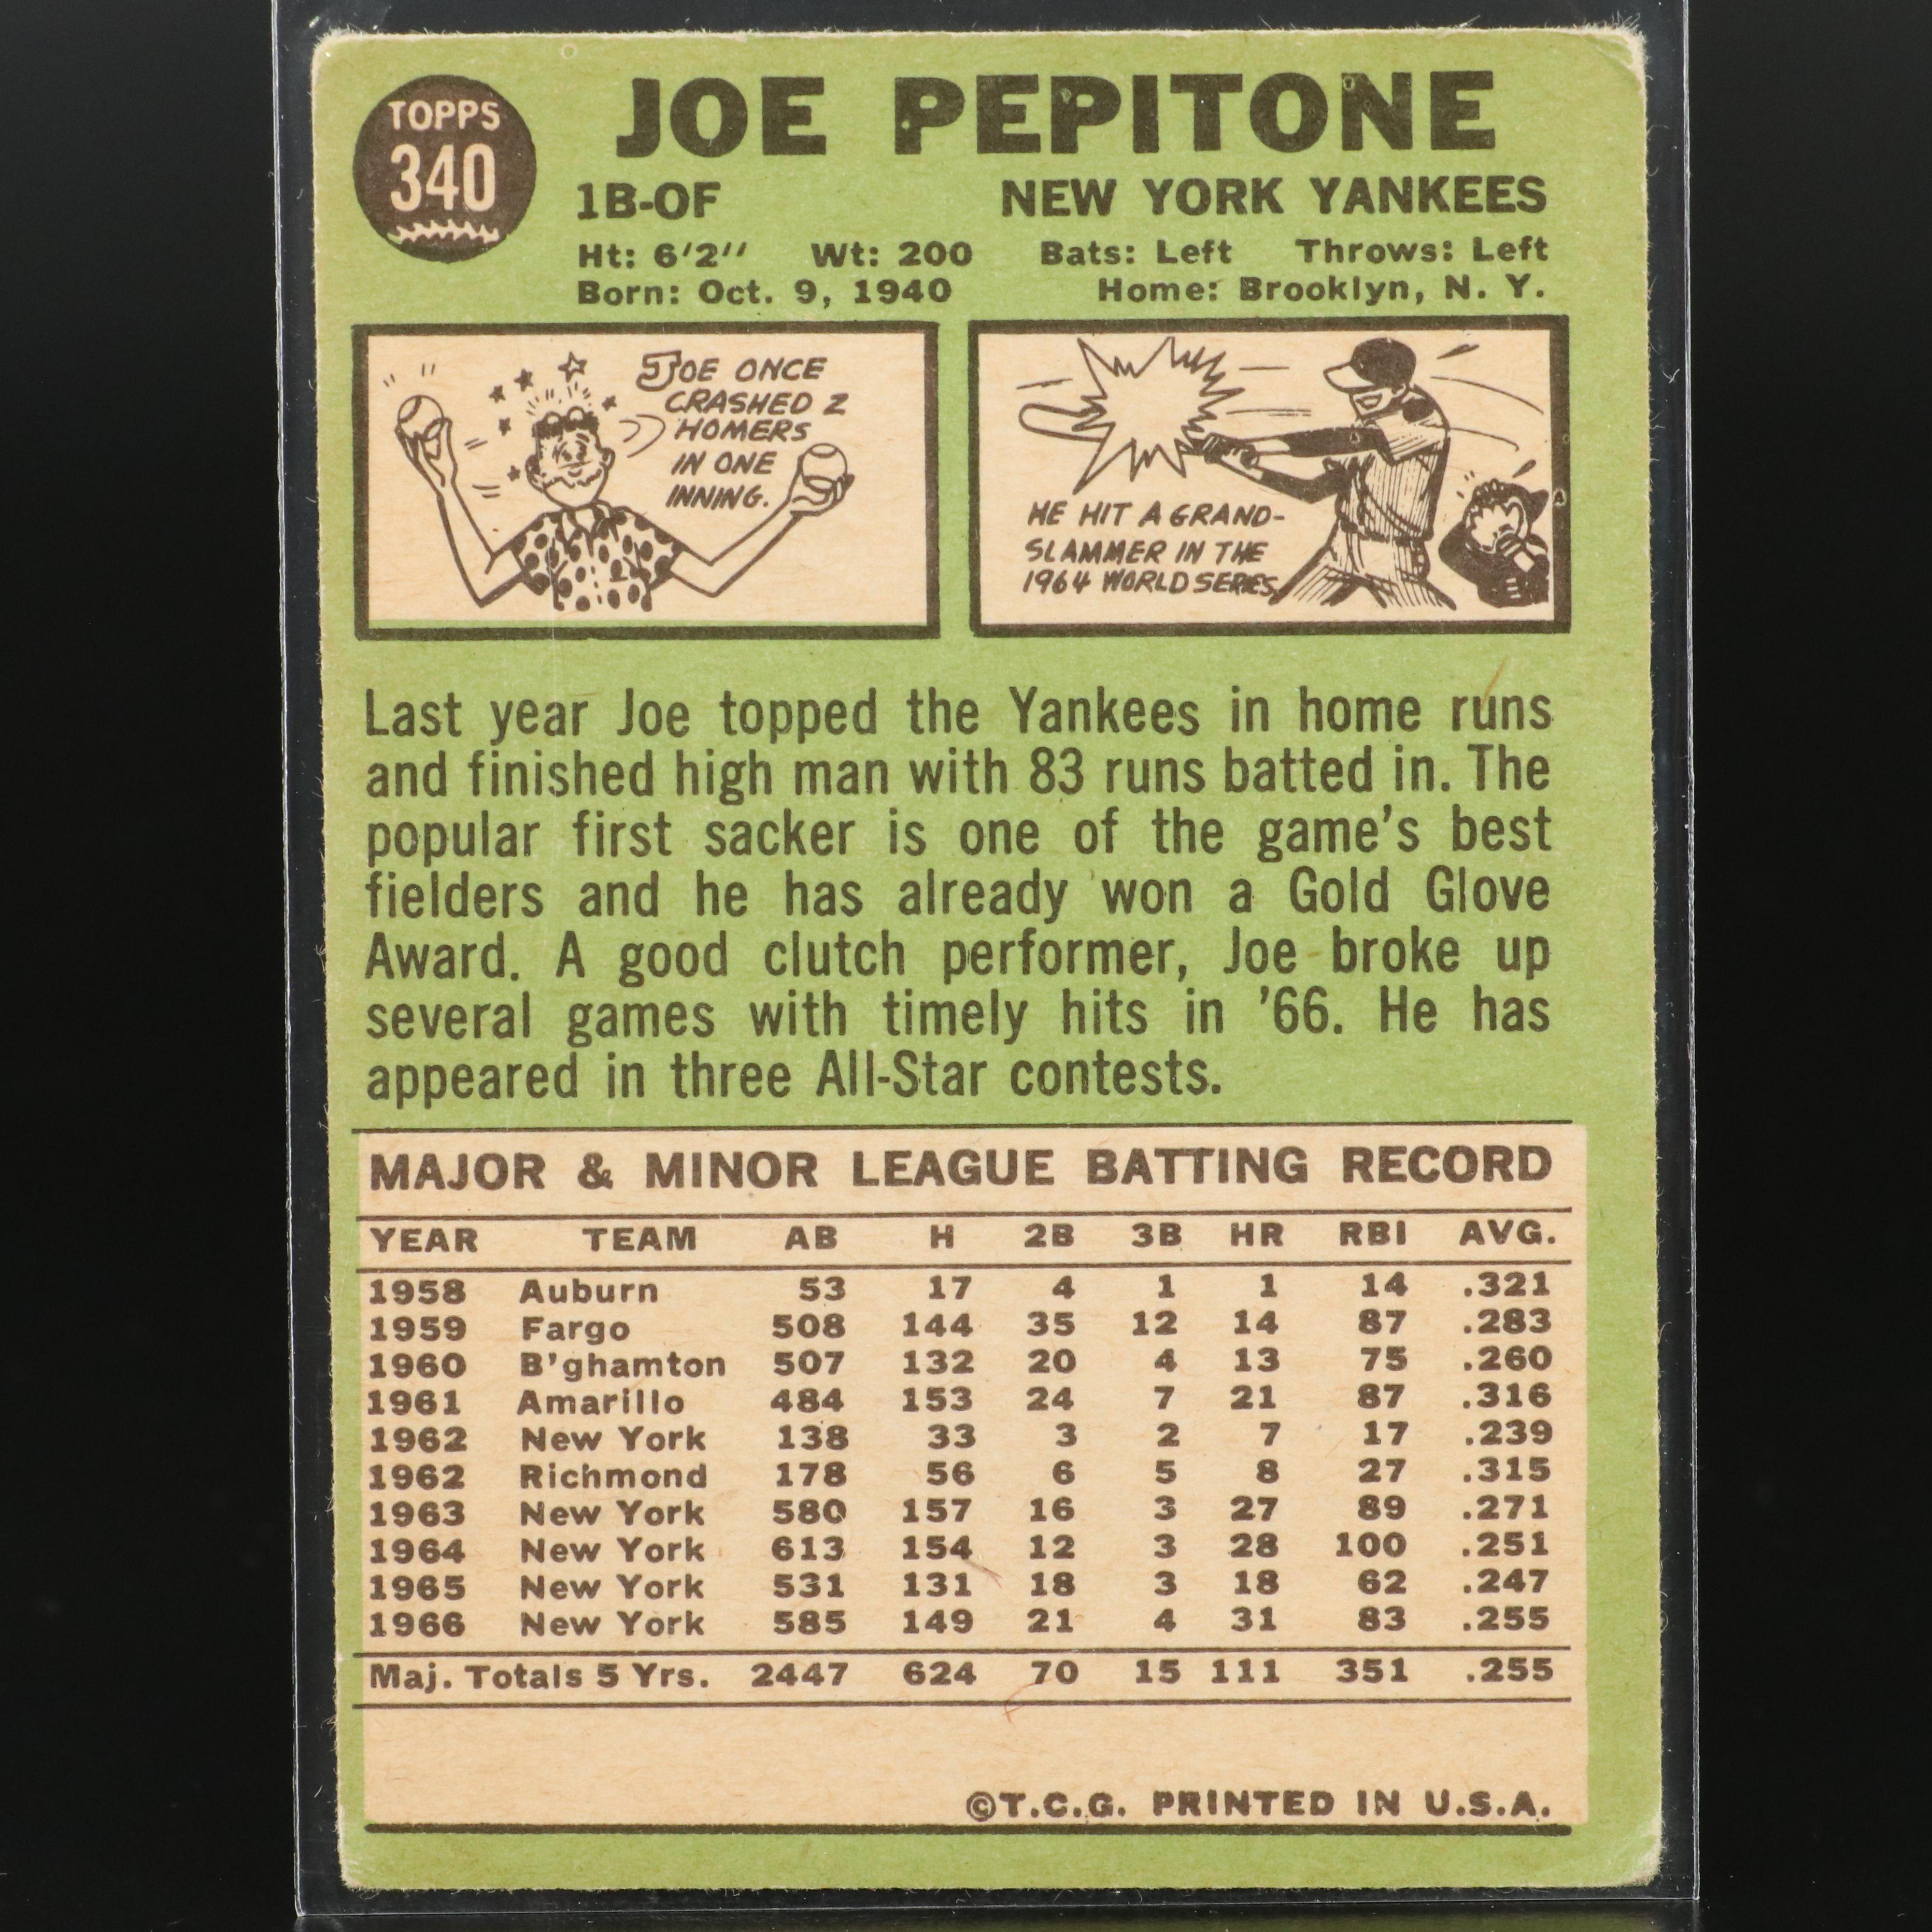 TOPPS
340
JOE PEPITONE
1B-OF NEW YORK YANKEES
Ht: 6'2'' Wt: 200 Bats: Left Throws: Left
Born: Oct. 9, 1940 Home: Brooklyn, N. Y.
JOE ONCE
CRASHED 2
HOMERS
IN ONE
INNING.
HE HIT A GRAND-
SLAMMER IN THE
1964 WORLD SERIES
Last year Joe topped the Yankees in home runs
and finished high man with 83 runs batted in. The
popular first sacker is one of the game's best
fielders and he has already won a Gold Glove
Award. A good clutch performer, Joe broke up
several games with timely hits in '66. He has
appeared in three All-Star contests.
MAJOR & MINOR LEAGUE BATTING RECORD
YEAR TEAM AB H 2B 3B HR RBI AVG.
1958 Auburn 53 17 4 1 1 14 .321
1959 Fargo 508 144 35 12 14 87 .283
1960 B'ghamton 507 132 20 4 13 75 .260
1961 Amarillo 484 153 24 7 21 87 .316
1962 New York 138 33 3 2 7 17 .239
1962 Richmond 178 56 6 5 8 27 .315
1963 New York 580 157 16 3 27 89 .271
1964 New York 613 154 12 3 28 100 .251
1965 New York 531 131 18 3 18 62 .247
1966 New York 585 149 21 4 31 83 .255
Maj. Totals 5 Yrs. 2447 624 70 15 111 351 .255
©T.C.G. PRINTED IN U.S.A.